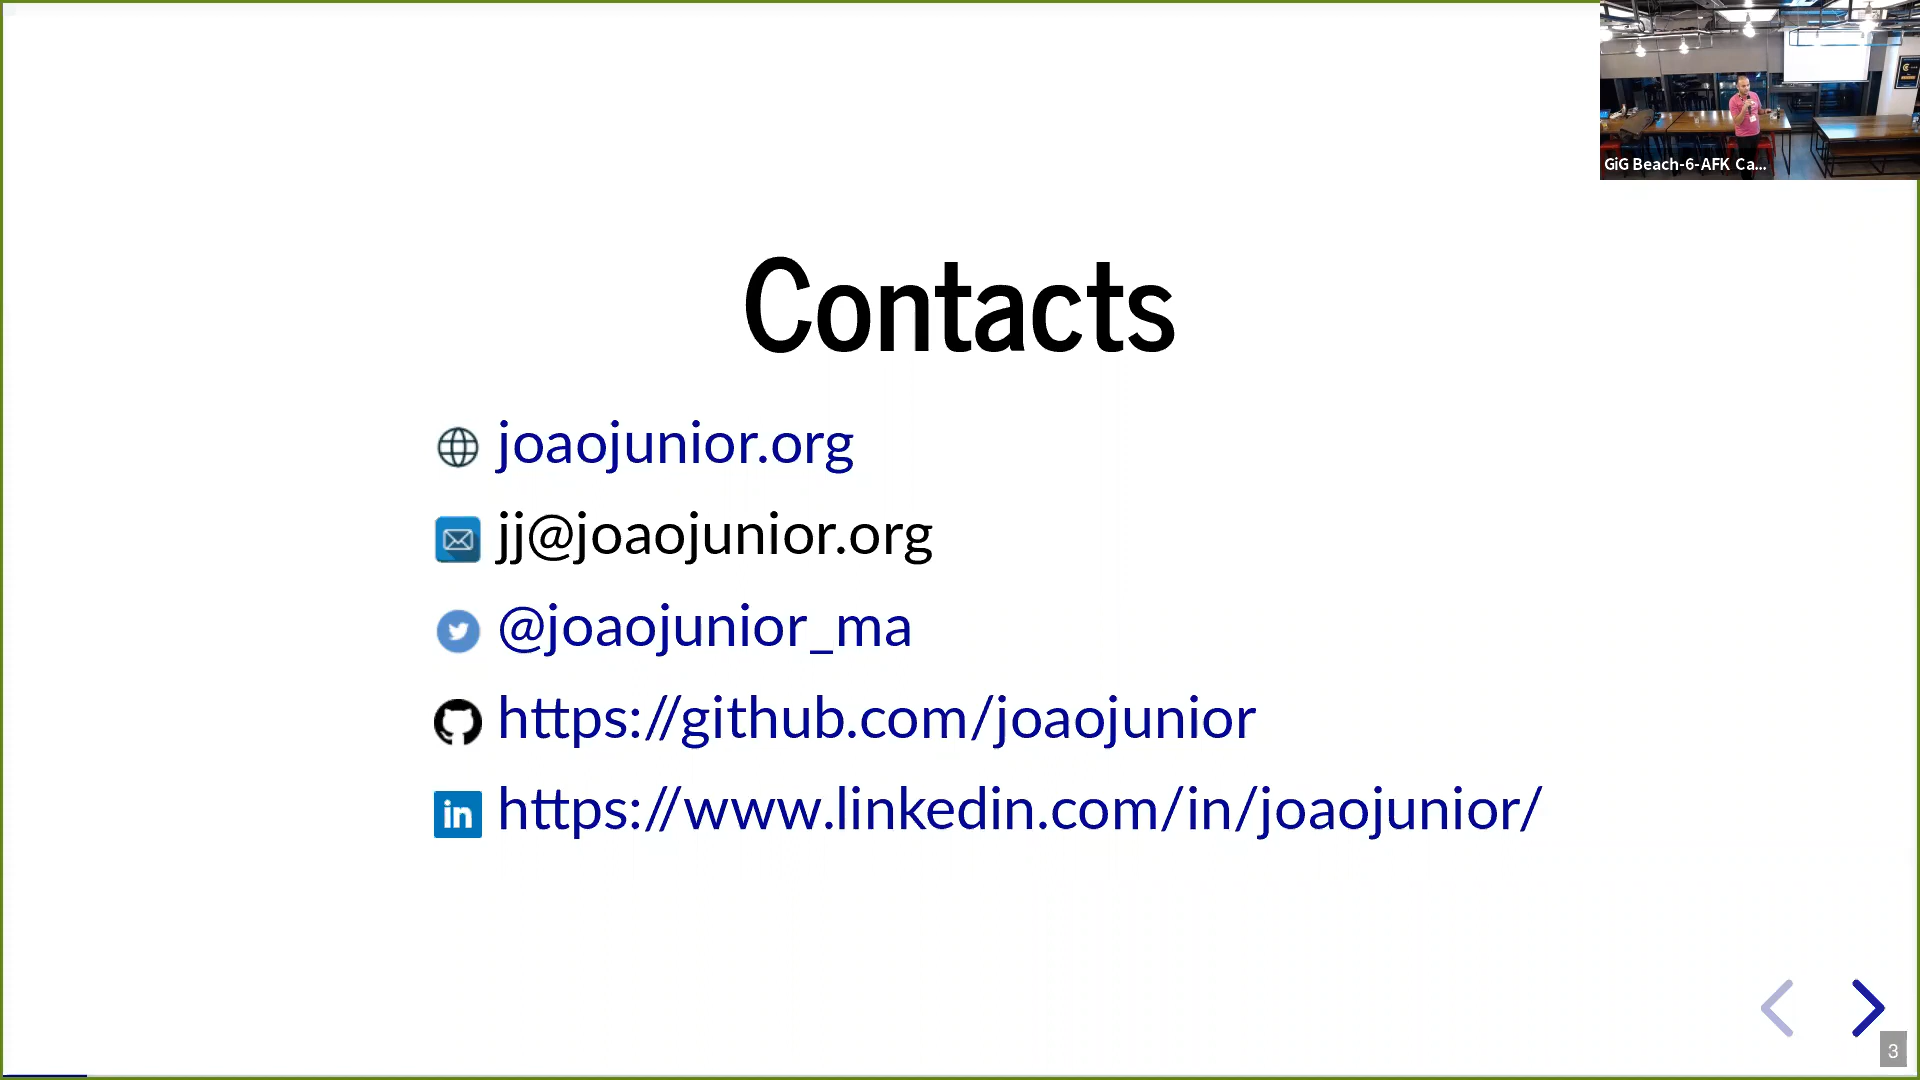 GiG Beach-6-AFK Ca...
Contacts
joaojunior.org
jj@joaojunior.org
@joaojunior_ma
https://github.com/joaojunior
in https://www.linkedin.com/in/joaojunior/
3